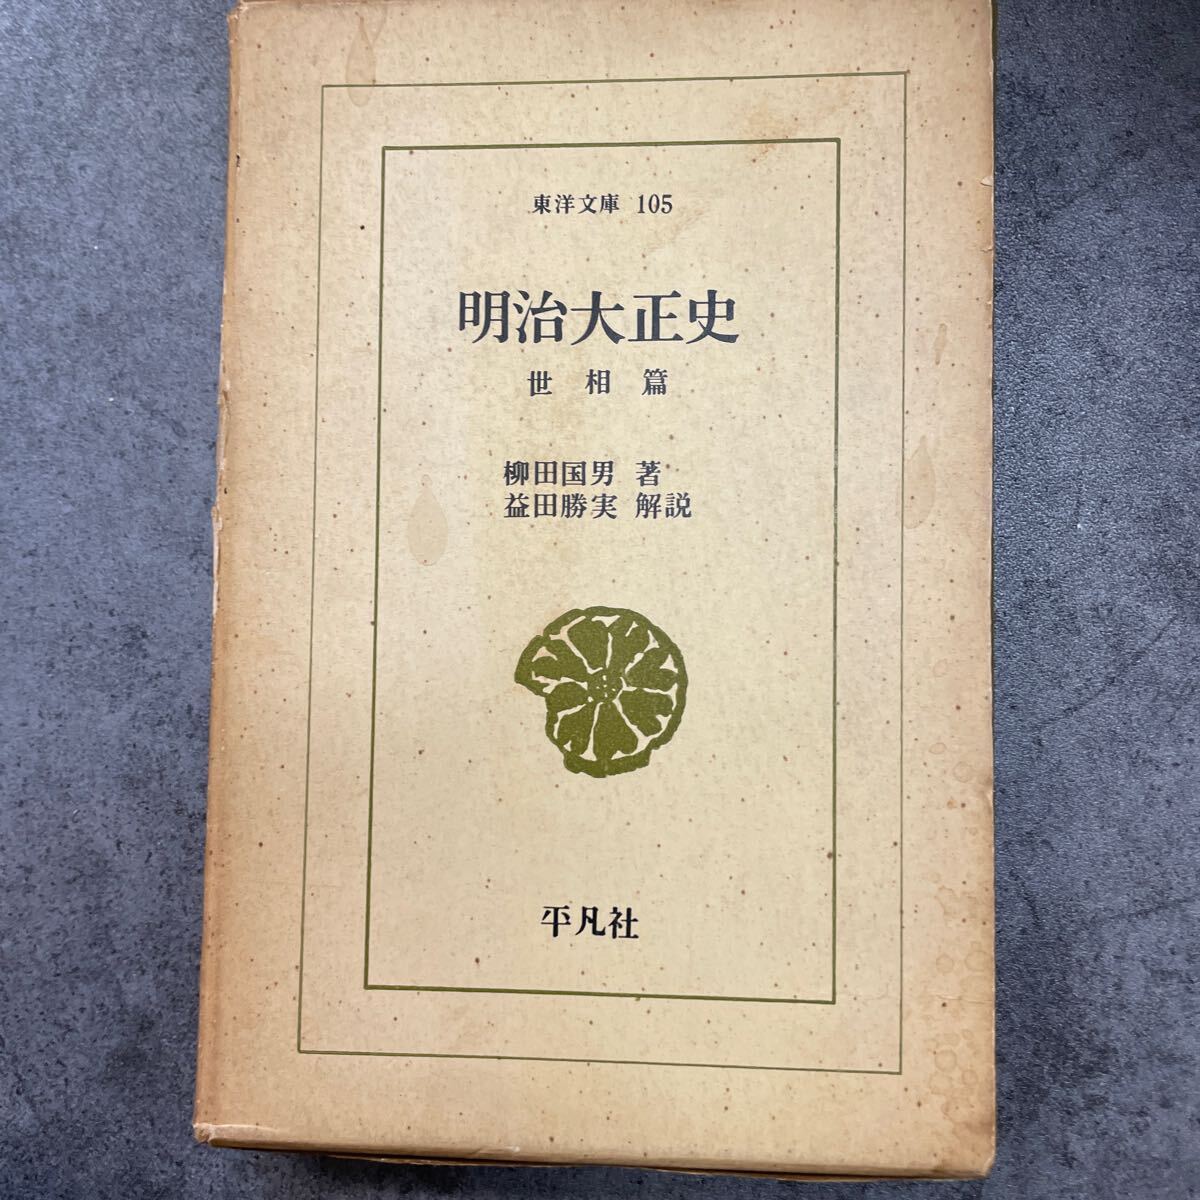 東洋文庫 105
明治大正史
世相篇
柳田国男 著
益田勝実 解説
平凡社